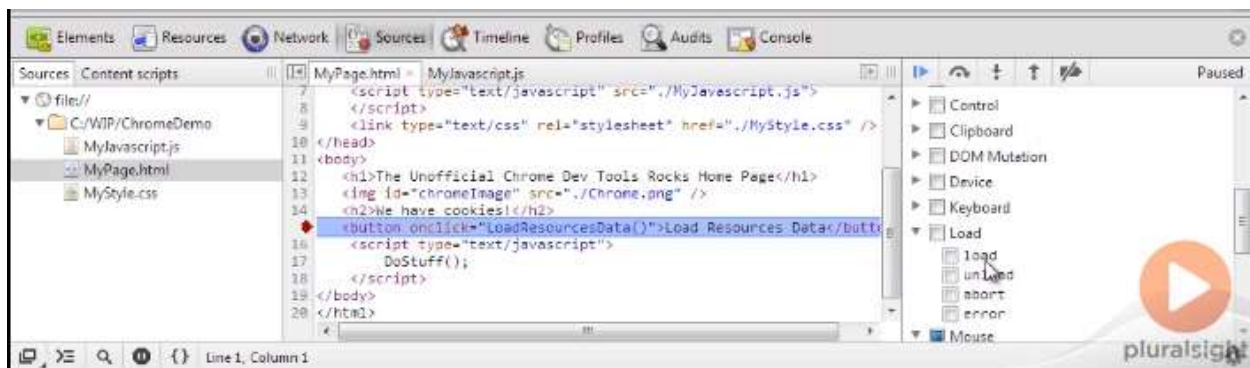 Elements Resources Network Sources Timeline Profiles Audits Console
Sources Content scripts
file://
C:/WIP/ChromeDemo
MyJavascript.js
MyPage.html
MyStyle.css
MyPage.html × MyJavascript.js
7 <script type="text/javascript" src="./MyJavascript.js">
8 </script>
9 <link type="text/css" rel="stylesheet" href="./MyStyle.css" />
10 </head>
11 <body>
12 <h1>The Unofficial Chrome Dev Tools Rocks Home Page</h1>
13 <img id="chromeImage" src="./Chrome.png" />
14 <h2>We have cookies!</h2>
<button onclick="LoadResourcesData()">Load Resources Data</butto
16 <script type="text/javascript">
17 DoStuff();
18 </script>
19 </body>
20 </html>
Paused
Control
Clipboard
DOM Mutation
Device
Keyboard
Load
load
unload
abort
error
Mouse
{} Line 1, Column 1
pluralsight